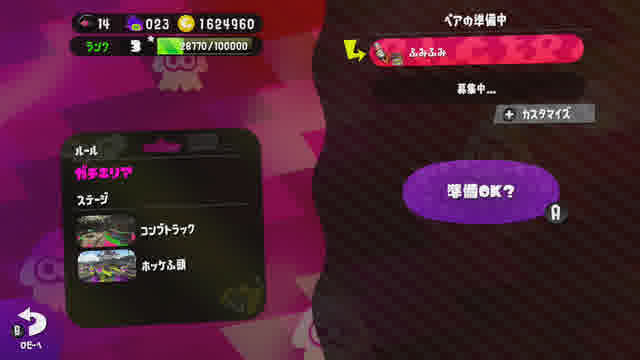 14 023 1624960
ランク 3 28770/100000
ペアの準備中
ふみふみ
募集中...
+ カスタマイズ
ルール
ガチホコ
ステージ
コンブトラック
ホッケふ頭
準備OK?
A
B
ロビーへ